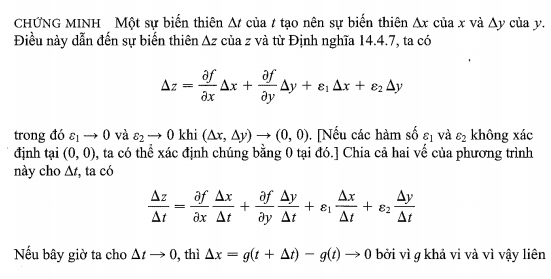 CHỨNG MINH Một sự biến thiên Δt của t tạo nên sự biến thiên Δx của x và Δy của y.
Điều này dẫn đến sự biến thiên Δz của z và từ Định nghĩa 14.4.7, ta có
Δz = ∂f/∂x Δx + ∂f/∂y Δy + ε₁ Δx + ε₂ Δy
trong đó ε₁ → 0 và ε₂ → 0 khi (Δx, Δy) → (0, 0). [Nếu các hàm số ε₁ và ε₂ không xác
định tại (0, 0), ta có thể xác định chúng bằng 0 tại đó.] Chia cả hai vế của phương trình
này cho Δt, ta có
Δz/Δt = ∂f/∂x Δx/Δt + ∂f/∂y Δy/Δt + ε₁ Δx/Δt + ε₂ Δy/Δt
Nếu bây giờ ta cho Δt → 0, thì Δx = g(t + Δt) − g(t) → 0 bởi vì g khả vi và vì vậy liên